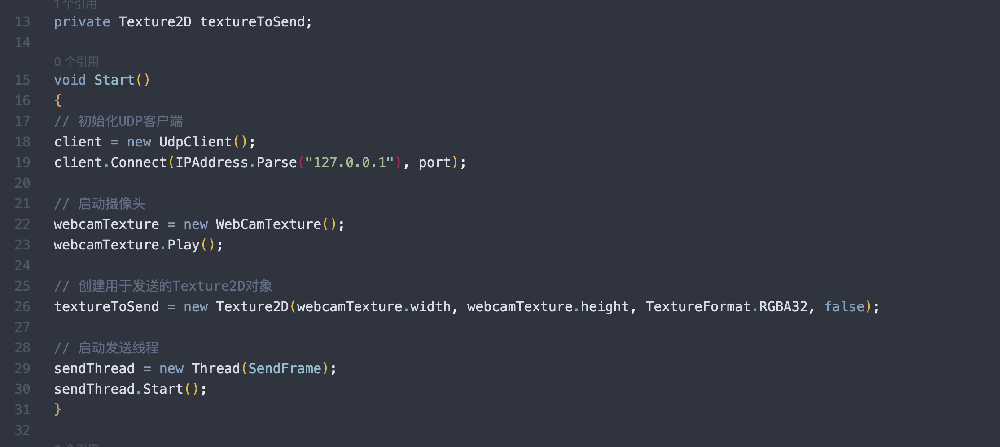 1 个引用
13 private Texture2D textureToSend;
14
0 个引用
15 void Start()
16 {
17 // 初始化UDP客户端
18 client = new UdpClient();
19 client.Connect(IPAddress.Parse("127.0.0.1"), port);
20
21 // 启动摄像头
22 webcamTexture = new WebCamTexture();
23 webcamTexture.Play();
24
25 // 创建用于发送的Texture2D对象
26 textureToSend = new Texture2D(webcamTexture.width, webcamTexture.height, TextureFormat.RGBA32, false);
27
28 // 启动发送线程
29 sendThread = new Thread(SendFrame);
30 sendThread.Start();
31 }
32